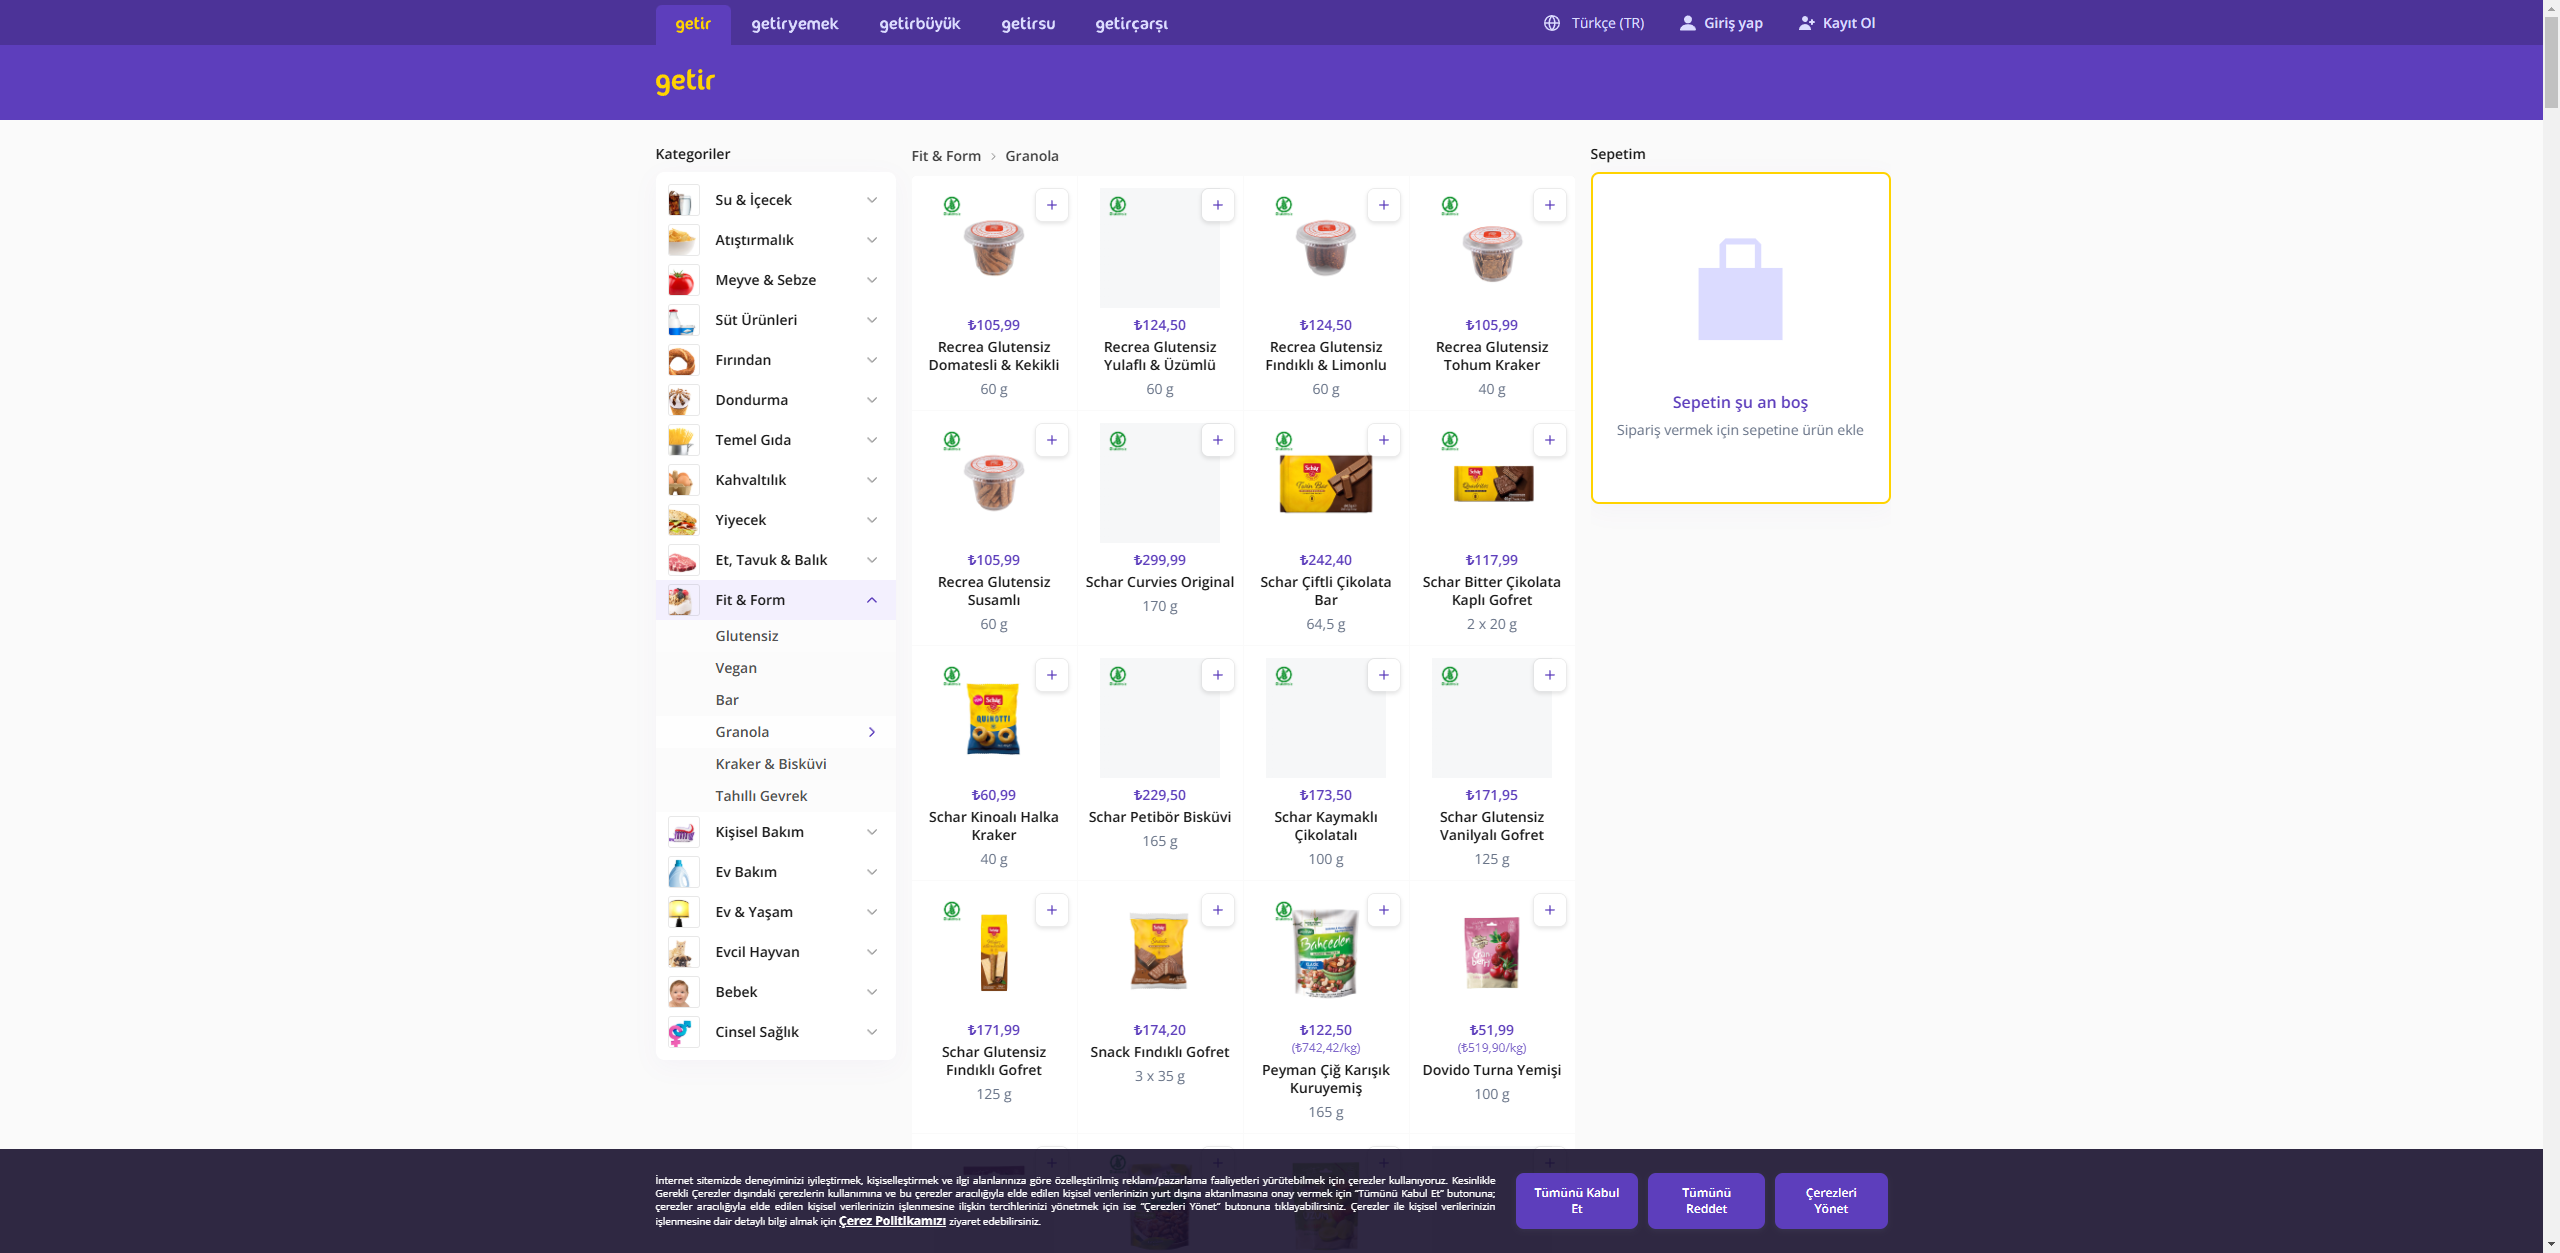 getir
getiryemek
getirbüyük
getirsu
getirçarşı
Türkçe (TR)
Giriş yap
Kayıt Ol
getir
Kategoriler
Su & İçecek
Atıştırmalık
Meyve & Sebze
Süt Ürünleri
Fırından
Dondurma
Temel Gıda
Kahvaltılık
Yiyecek
Et, Tavuk & Balık
Fit & Form
Glutensiz
Vegan
Bar
Granola
Kraker & Bisküvi
Tahıllı Gevrek
Kişisel Bakım
Ev Bakım
Ev & Yaşam
Evcil Hayvan
Bebek
Cinsel Sağlık
Fit & Form > Granola
₺105,99
Recrea Glutensiz
Domatesli & Kekikli
60 g
₺124,50
Recrea Glutensiz
Yulaflı & Üzümlü
60 g
₺124,50
Recrea Glutensiz
Fındıklı & Limonlu
60 g
₺105,99
Recrea Glutensiz
Tohum Kraker
40 g
₺105,99
Recrea Glutensiz
Susamlı
60 g
₺299,99
Schar Curvies Original
170 g
Schär
Twin Bar
₺242,40
Schar Çiftli Çikolata
Bar
64,5 g
Schär
Quadritos
₺117,99
Schar Bitter Çikolata
Kaplı Gofret
2 x 20 g
Schär
QUINOTTI
₺60,99
Schar Kinoalı Halka
Kraker
40 g
₺229,50
Schar Petibör Bisküvi
165 g
₺173,50
Schar Kaymaklı
Çikolatalı
100 g
₺171,95
Schar Glutensiz
Vanilyalı Gofret
125 g
Schär
₺171,99
Schar Glutensiz
Fındıklı Gofret
125 g
Schär
Snack
₺174,20
Snack Fındıklı Gofret
3 x 35 g
Bahçeden
₺122,50
(₺742,42/kg)
Peyman Çiğ Karışık
Kuruyemiş
165 g
₺51,99
(₺519,90/kg)
Dovido Turna Yemişi
100 g
Sepetim
Sepetin şu an boş
Sipariş vermek için sepetine ürün ekle
İnternet sitemizde deneyiminizi iyileştirmek, kişiselleştirmek ve ilgi alanlarınıza göre özelleştirilmiş reklam/pazarlama faaliyetleri yürütebilmek için çerezler kullanıyoruz. Kesinlikle
Gerekli Çerezler dışındaki çerezlerin kullanımına ve bu çerezler aracılığıyla elde edilen kişisel verilerinizin yurt dışına aktarılmasına onay vermek için “Tümünü Kabul Et” butonuna;
çerezler aracılığıyla elde edilen kişisel verilerinizin işlenmesine ilişkin tercihlerinizi yönetmek için ise “Çerezleri Yönet” butonuna tıklayabilirsiniz. Çerezler ile kişisel verilerinizin
işlenmesine dair detaylı bilgi almak için Çerez Politikamızı ziyaret edebilirsiniz.
Tümünü Kabul
Et
Tümünü
Reddet
Çerezleri
Yönet